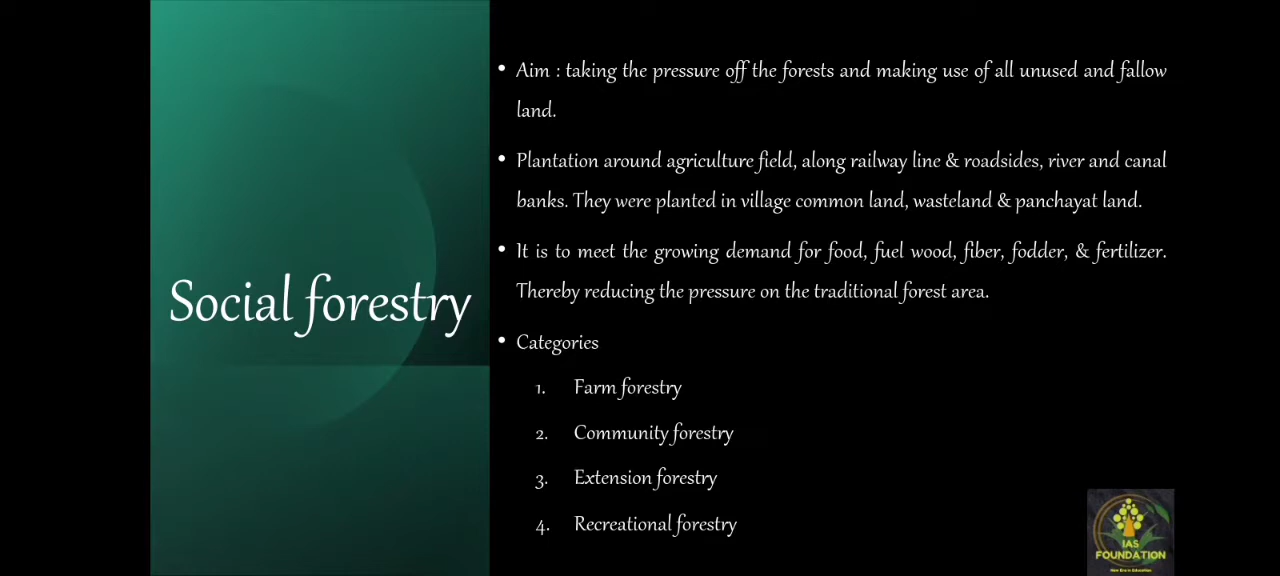 Social forestry
• Aim : taking the pressure off the forests and making use of all unused and fallow
land.
• Plantation around agriculture field, along railway line & roadsides, river and canal
banks. They were planted in village common land, wasteland & panchayat land.
• It is to meet the growing demand for food, fuel wood, fiber, fodder, & fertilizer.
Thereby reducing the pressure on the traditional forest area.
• Categories
1. Farm forestry
2. Community forestry
3. Extension forestry
4. Recreational forestry
IAS
FOUNDATION
New Era in Education